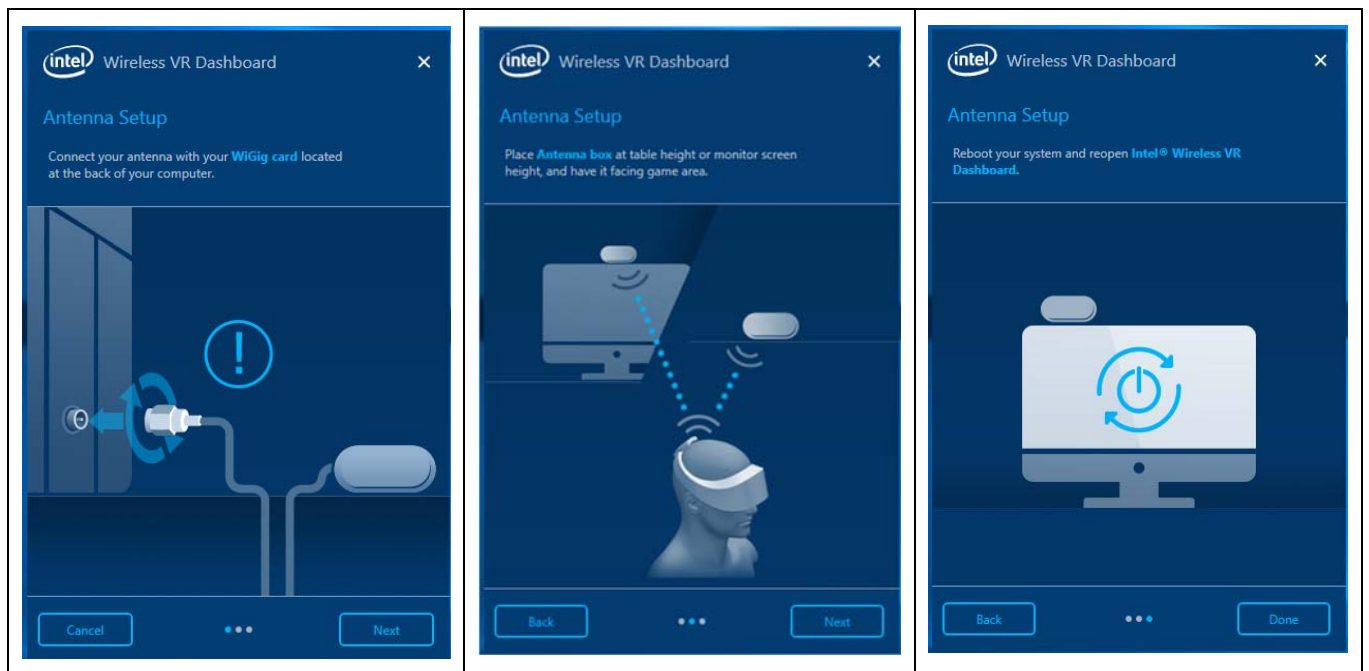 intel Wireless VR Dashboard ×
Antenna Setup
Connect your antenna with your WiGig card located
at the back of your computer.
!
Cancel Next
intel Wireless VR Dashboard ×
Antenna Setup
Place Antenna box at table height or monitor screen
height, and have it facing game area.
Back Next
intel Wireless VR Dashboard ×
Antenna Setup
Reboot your system and reopen Intel® Wireless VR
Dashboard.
Back Done